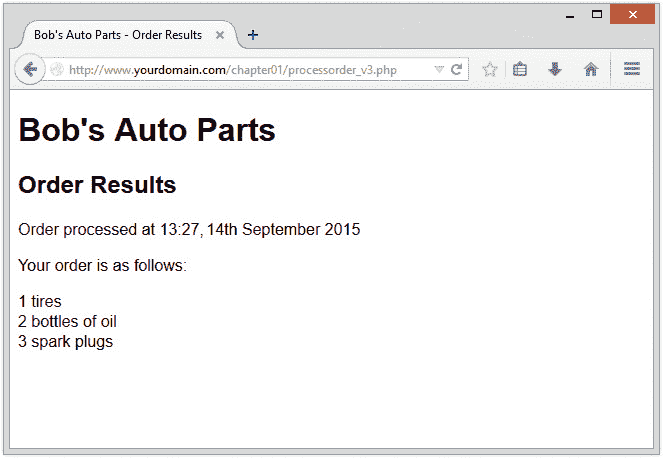 Bob's Auto Parts - Order Results
http://www.yourdomain.com/chapter01/processorder_v3.php
Bob's Auto Parts
Order Results
Order processed at 13:27, 14th September 2015
Your order is as follows:
1 tires
2 bottles of oil
3 spark plugs